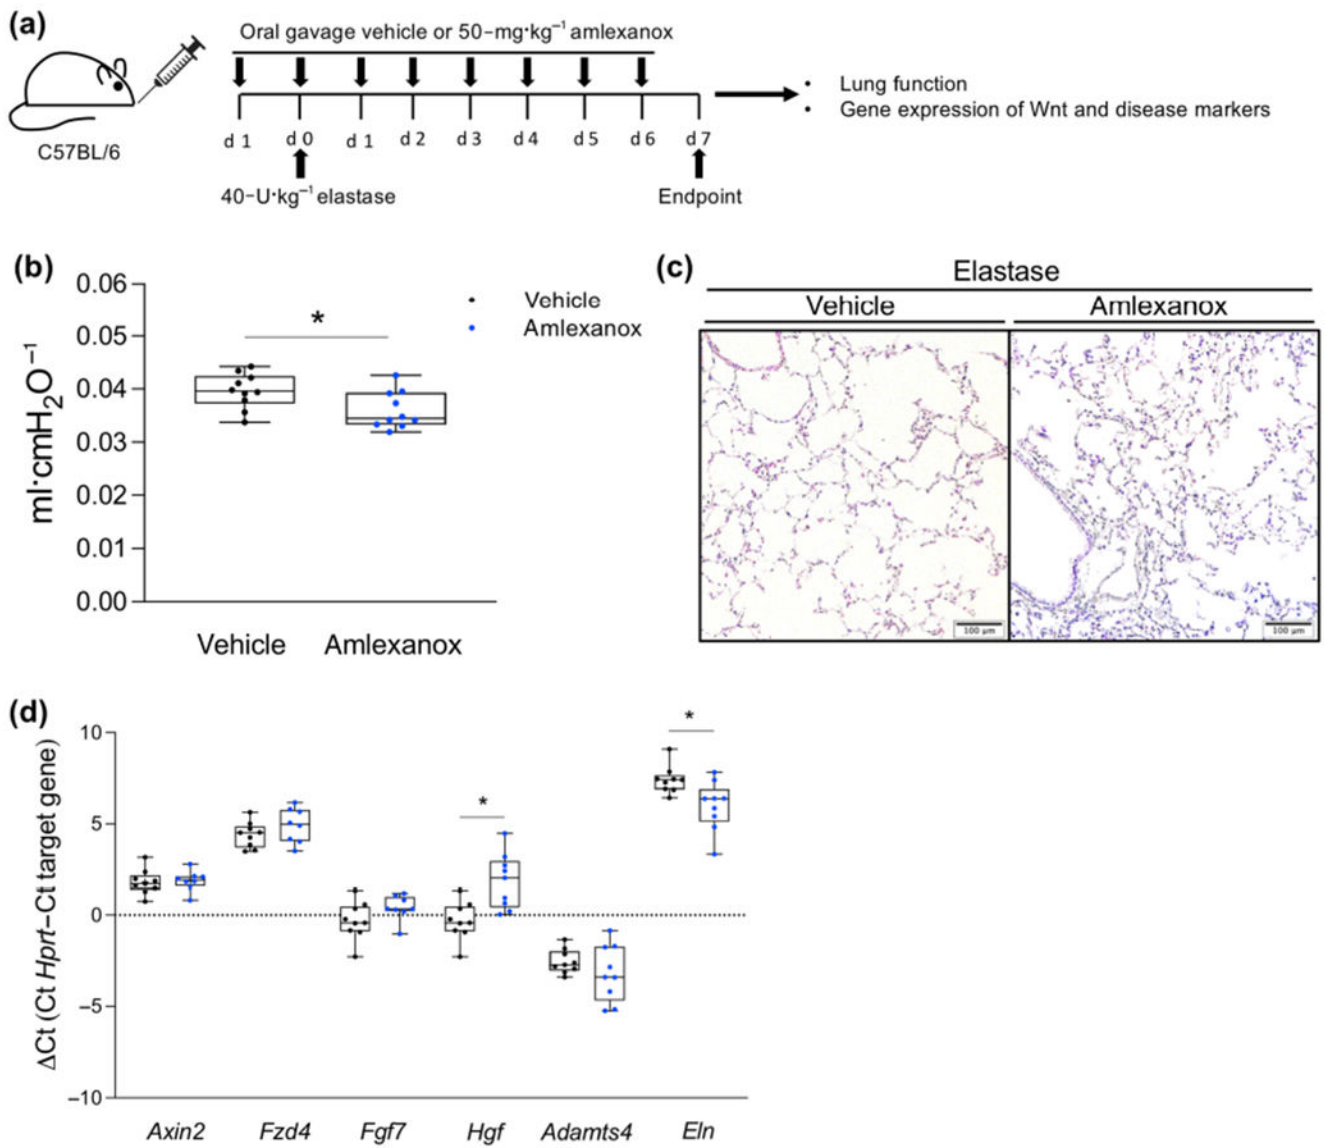 (a)
Oral gavage vehicle or 50-mg·kg⁻¹ amlexanox
C57BL/6
d 1 d 0 d 1 d 2 d 3 d 4 d 5 d 6 d 7
40-U·kg⁻¹ elastase
Endpoint
• Lung function
• Gene expression of Wnt and disease markers
(b)
0.06
0.05
0.04
0.03
0.02
0.01
0.00
ml·cmH₂O⁻¹
*
Vehicle
Amlexanox
Vehicle Amlexanox
(c)
Elastase
Vehicle Amlexanox
100 µm 100 µm
(d)
ΔCt (Ct Hprt–Ct target gene)
10
5
0
−5
−10
*
*
Axin2 Fzd4 Fgf7 Hgf Adamts4 Eln